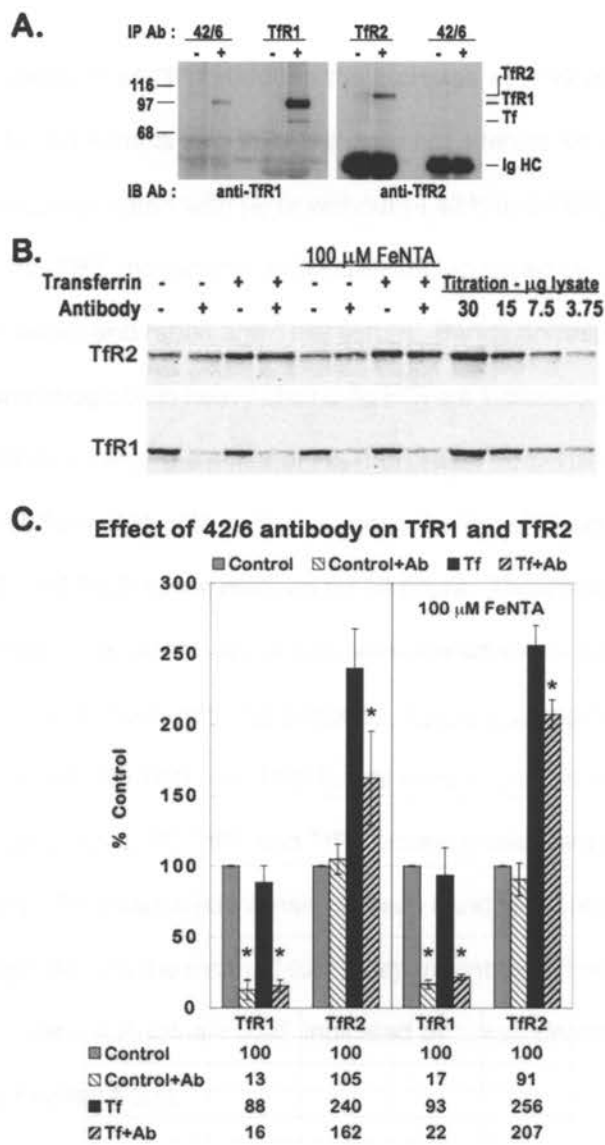 A.
IP Ab : 42/6 TfR1 TfR2 42/6
- + - + - + - +
116
97
68
TfR2
TfR1
Tf
Ig HC
IB Ab : anti-TfR1 anti-TfR2
B.
100 μM FeNTA
Transferrin - - + + - - + + Titration - μg lysate
Antibody - + - + - + - + 30 15 7.5 3.75
TfR2
TfR1
C.
Effect of 42/6 antibody on TfR1 and TfR2
Control Control+Ab Tf Tf+Ab
300
250
200
150
100
50
0
% Control
100 μM FeNTA
*
*
* * * *
TfR1 TfR2 TfR1 TfR2
Control 100 100 100 100
Control+Ab 13 105 17 91
Tf 88 240 93 256
Tf+Ab 16 162 22 207